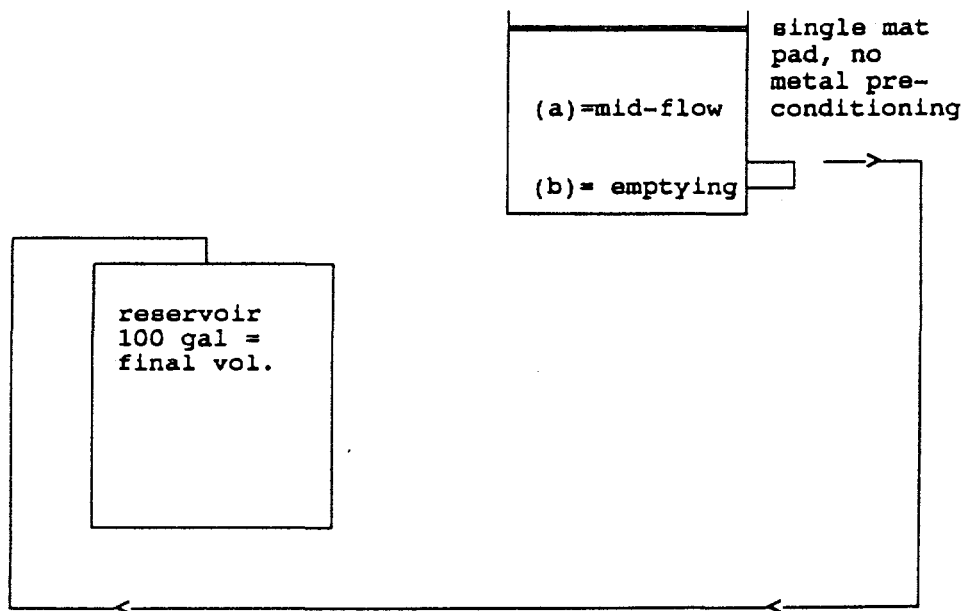 single mat
pad, no
metal pre-
conditioning
(a)=mid-flow
(b)= emptying
reservoir
100 gal =
final vol.